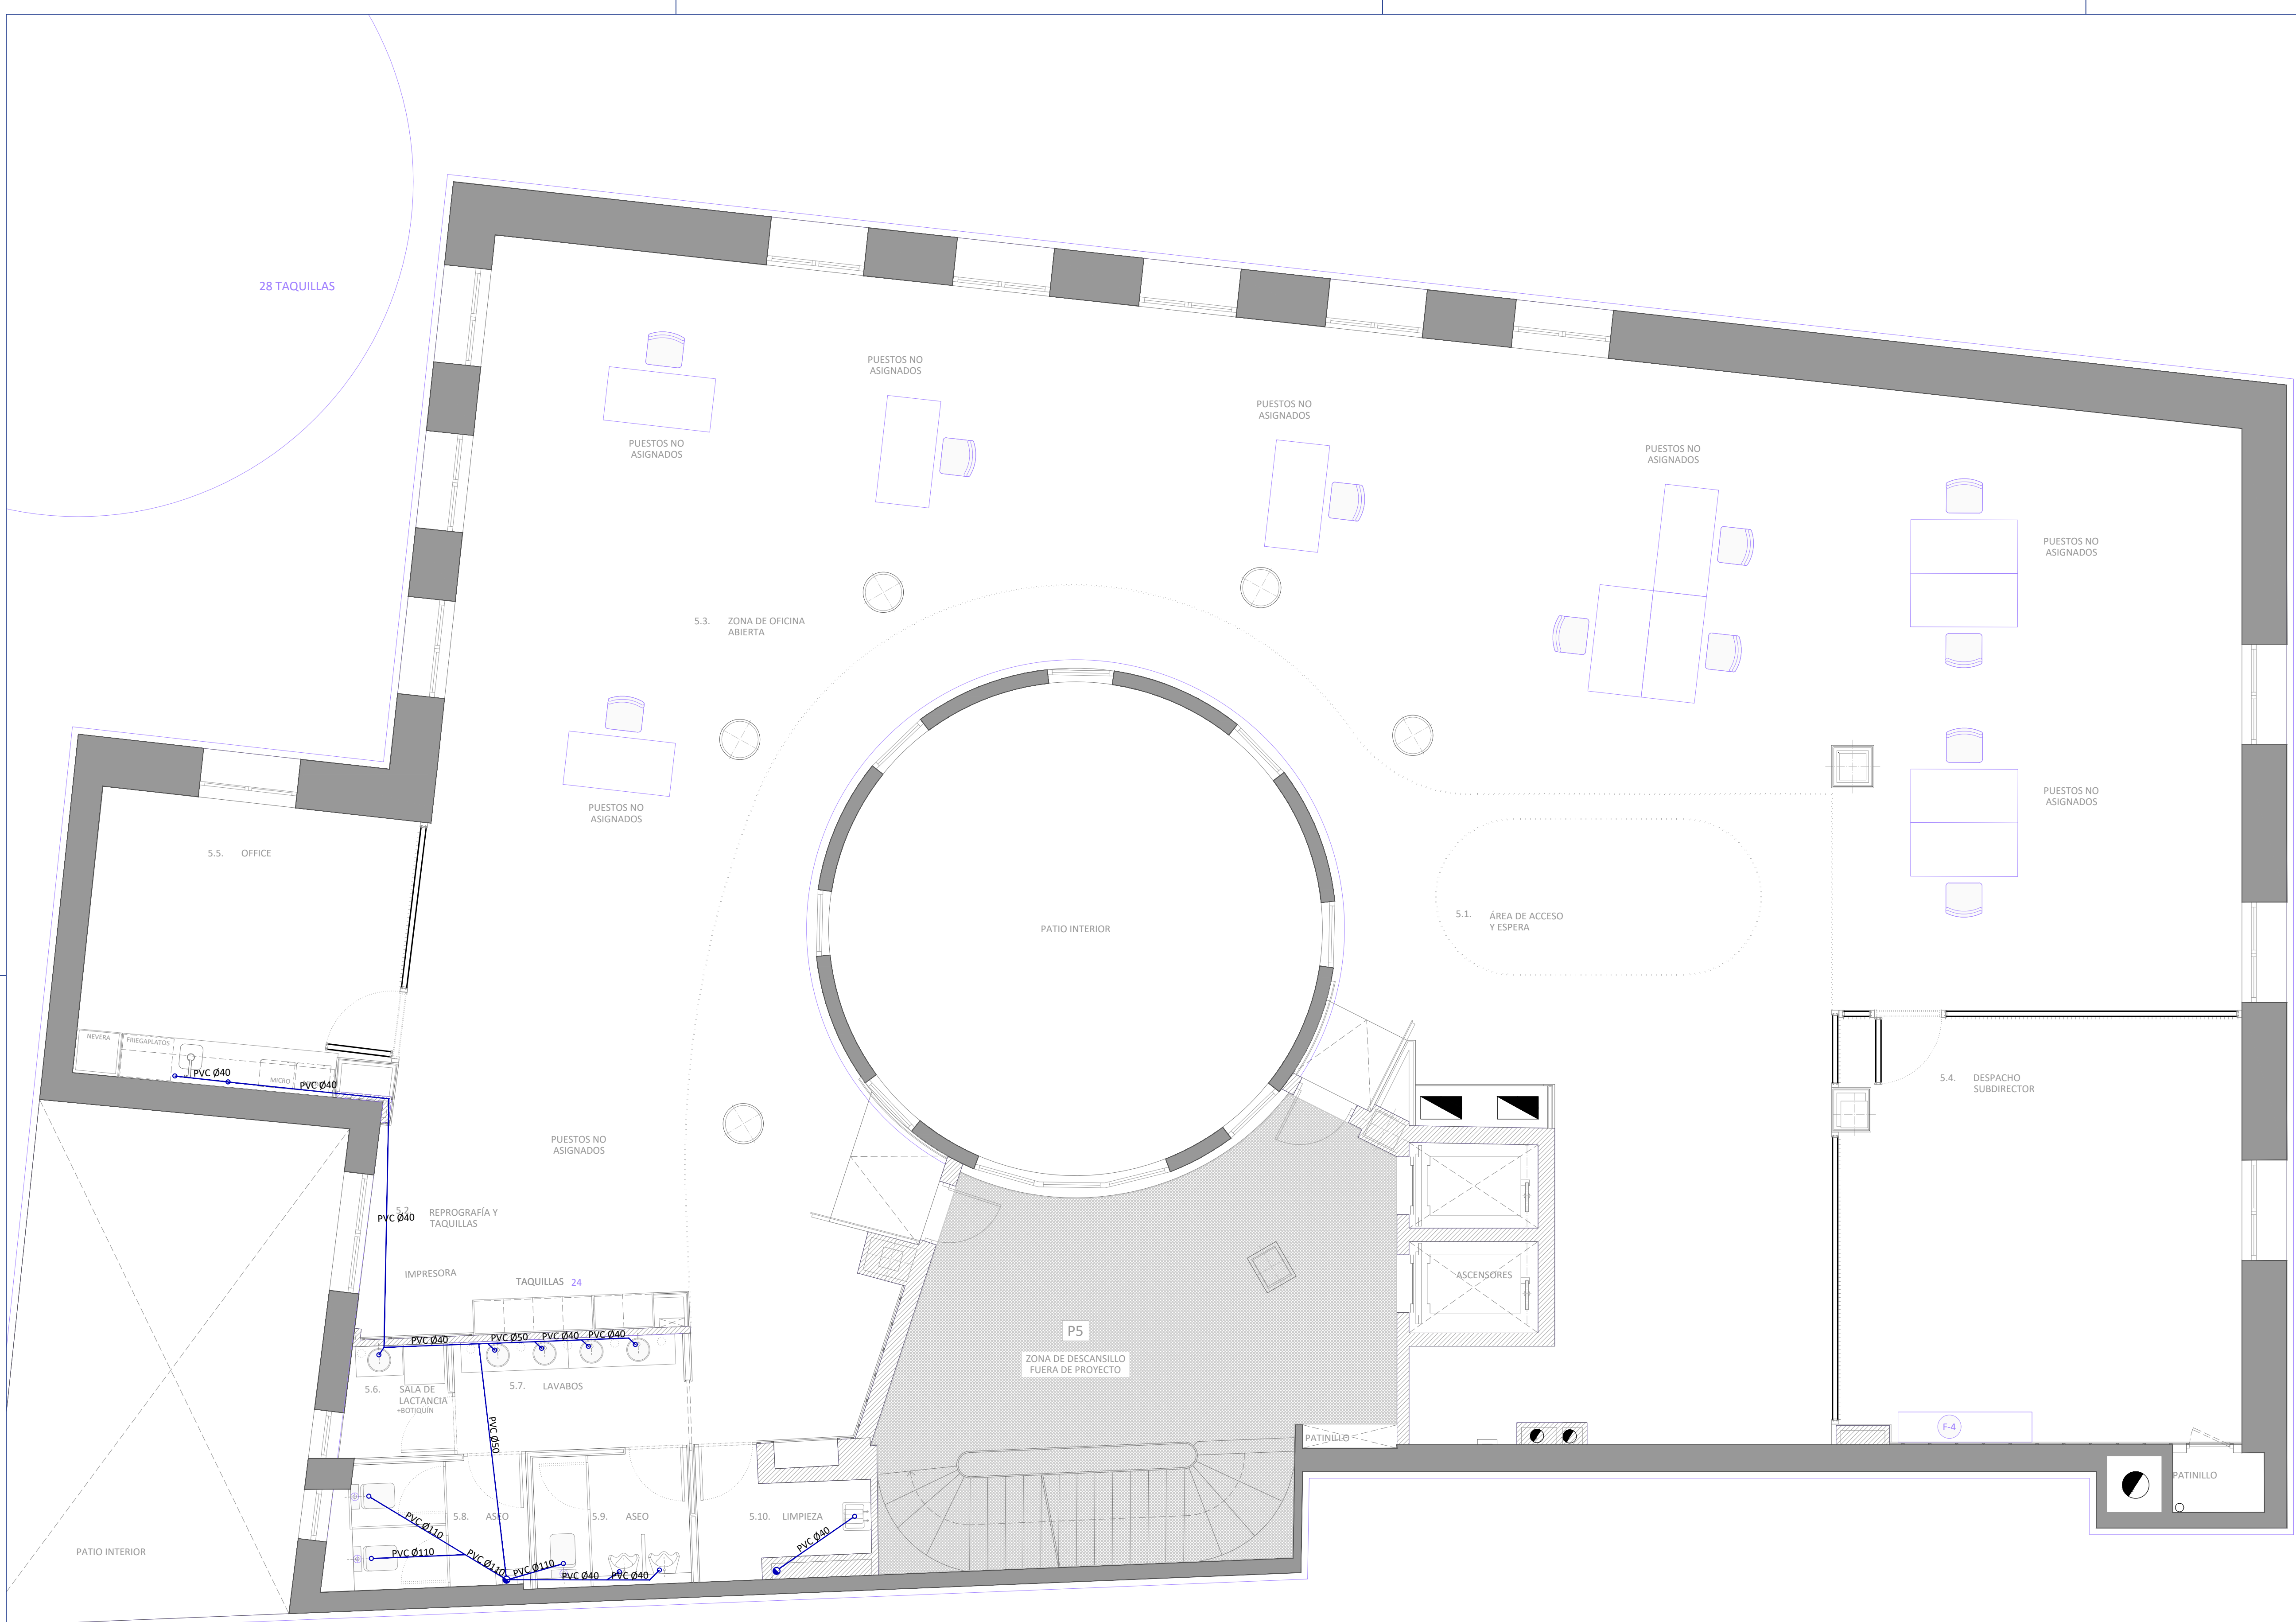 28 TAQUILLAS
PUESTOS NO
ASIGNADOS
PUESTOS NO
ASIGNADOS
PUESTOS NO
ASIGNADOS
PUESTOS NO
ASIGNADOS
PUESTOS NO
ASIGNADOS
5.3. ZONA DE OFICINA
ABIERTA
PUESTOS NO
ASIGNADOS
PUESTOS NO
ASIGNADOS
5.5. OFFICE
PATIO INTERIOR
5.1. ÁREA DE ACCESO
Y ESPERA
NEVERA
FRIEGAPLATOS
MICRO
PVC Ø40
PVC Ø40
5.4. DESPACHO
SUBDIRECTOR
PUESTOS NO
ASIGNADOS
5.2. REPROGRAFÍA Y
TAQUILLAS
PVC Ø40
IMPRESORA
TAQUILLAS 24
ASCENSORES
PVC Ø40
PVC Ø50
PVC Ø40
PVC Ø40
P5
ZONA DE DESCANSILLO
FUERA DE PROYECTO
5.6. SALA DE
LACTANCIA
+BOTIQUÍN
5.7. LAVABOS
PVC Ø50
PATINILLO
F-4
PATINILLO
5.8. ASEO
5.9. ASEO
5.10. LIMPIEZA
PVC Ø110
PVC Ø110
PVC Ø110
PVC Ø110
PVC Ø40
PVC Ø40
PVC Ø40
PATIO INTERIOR